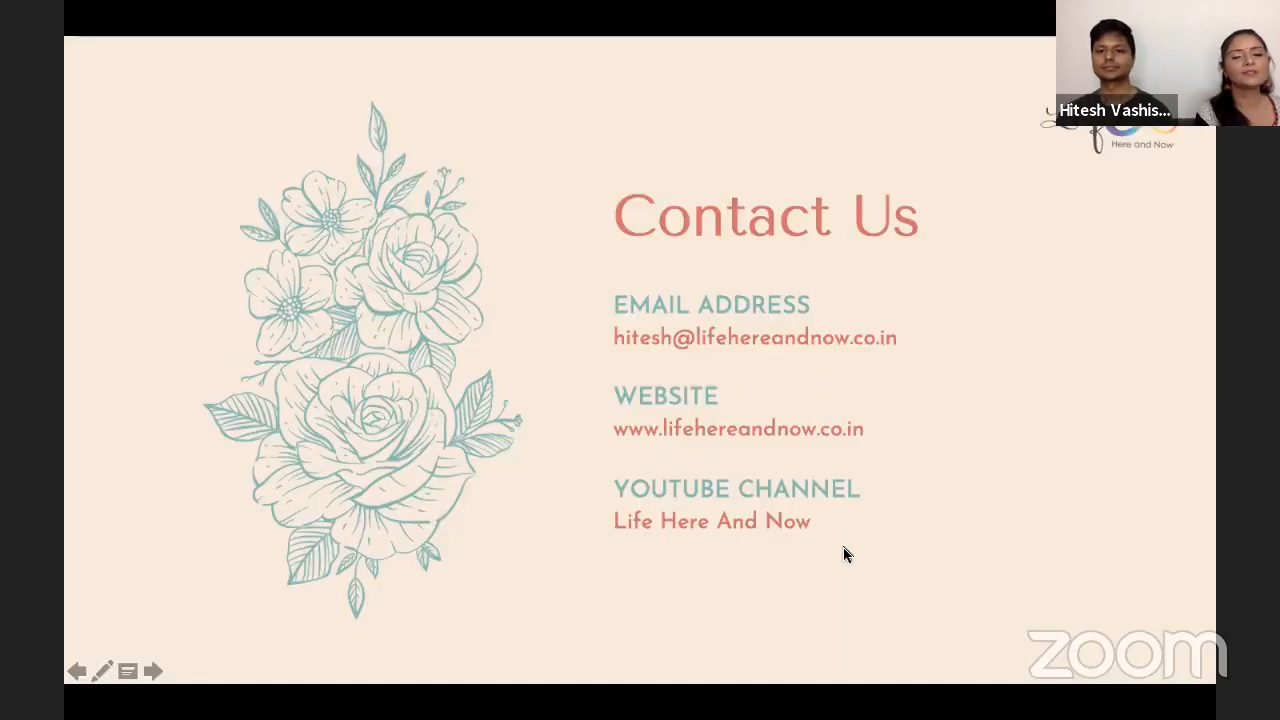 Hitesh Vashis...
Here and Now
Contact Us
EMAIL ADDRESS
hitesh@lifehereandnow.co.in
WEBSITE
www.lifehereandnow.co.in
YOUTUBE CHANNEL
Life Here And Now
zoom